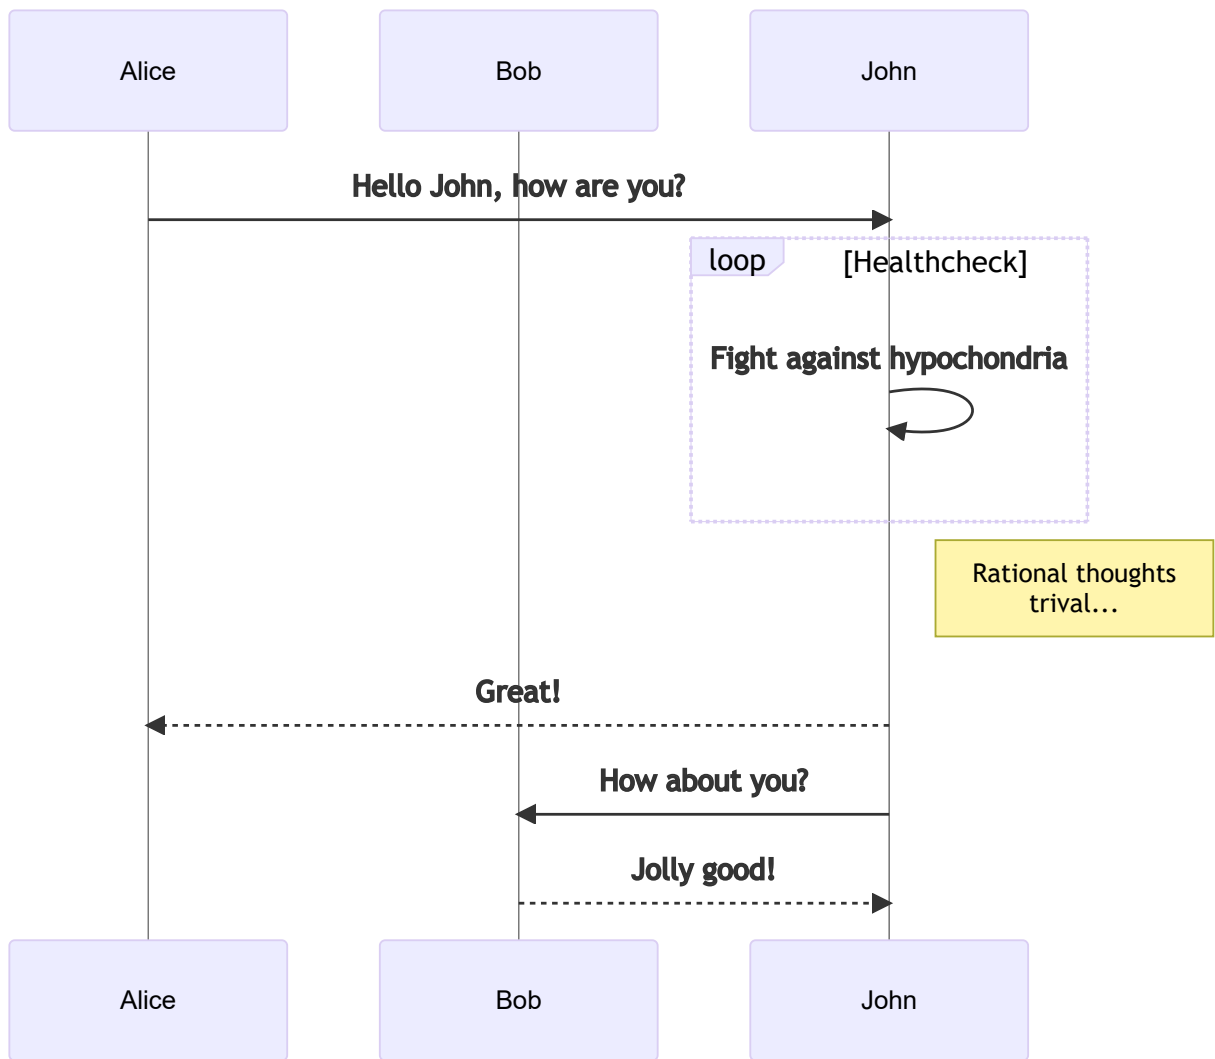 Alice
Bob
John
Hello John, how are you?
loop
[Healthcheck]
Fight against hypochondria
Rational thoughts
trival...
Great!
How about you?
Jolly good!
Alice
Bob
John